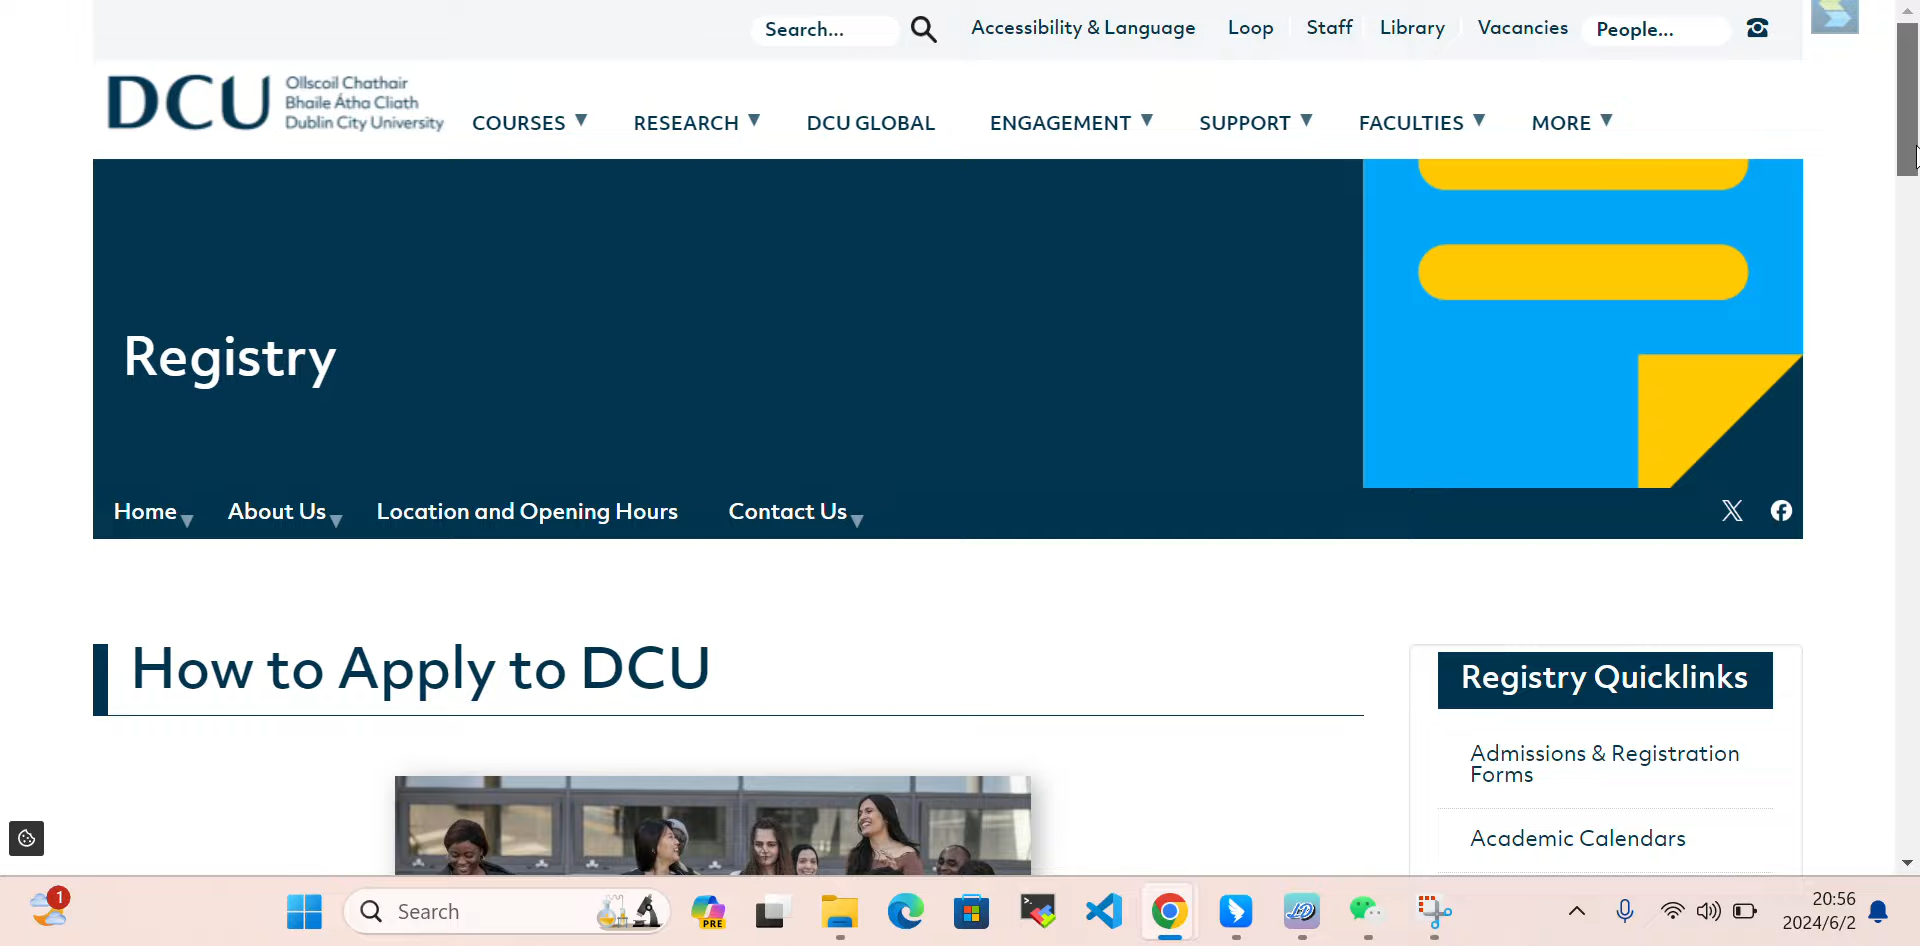 Search...
Accessibility & Language
Loop
Staff
Library
Vacancies
People...
DCU
Ollscoil Chathair
Bhaile Átha Cliath
Dublin City University
COURSES
RESEARCH
DCU GLOBAL
ENGAGEMENT
SUPPORT
FACULTIES
MORE
Registry
Home
About Us
Location and Opening Hours
Contact Us
How to Apply to DCU
Registry Quicklinks
Admissions & Registration
Forms
Academic Calendars
1
Search
PRE
20:56
2024/6/2